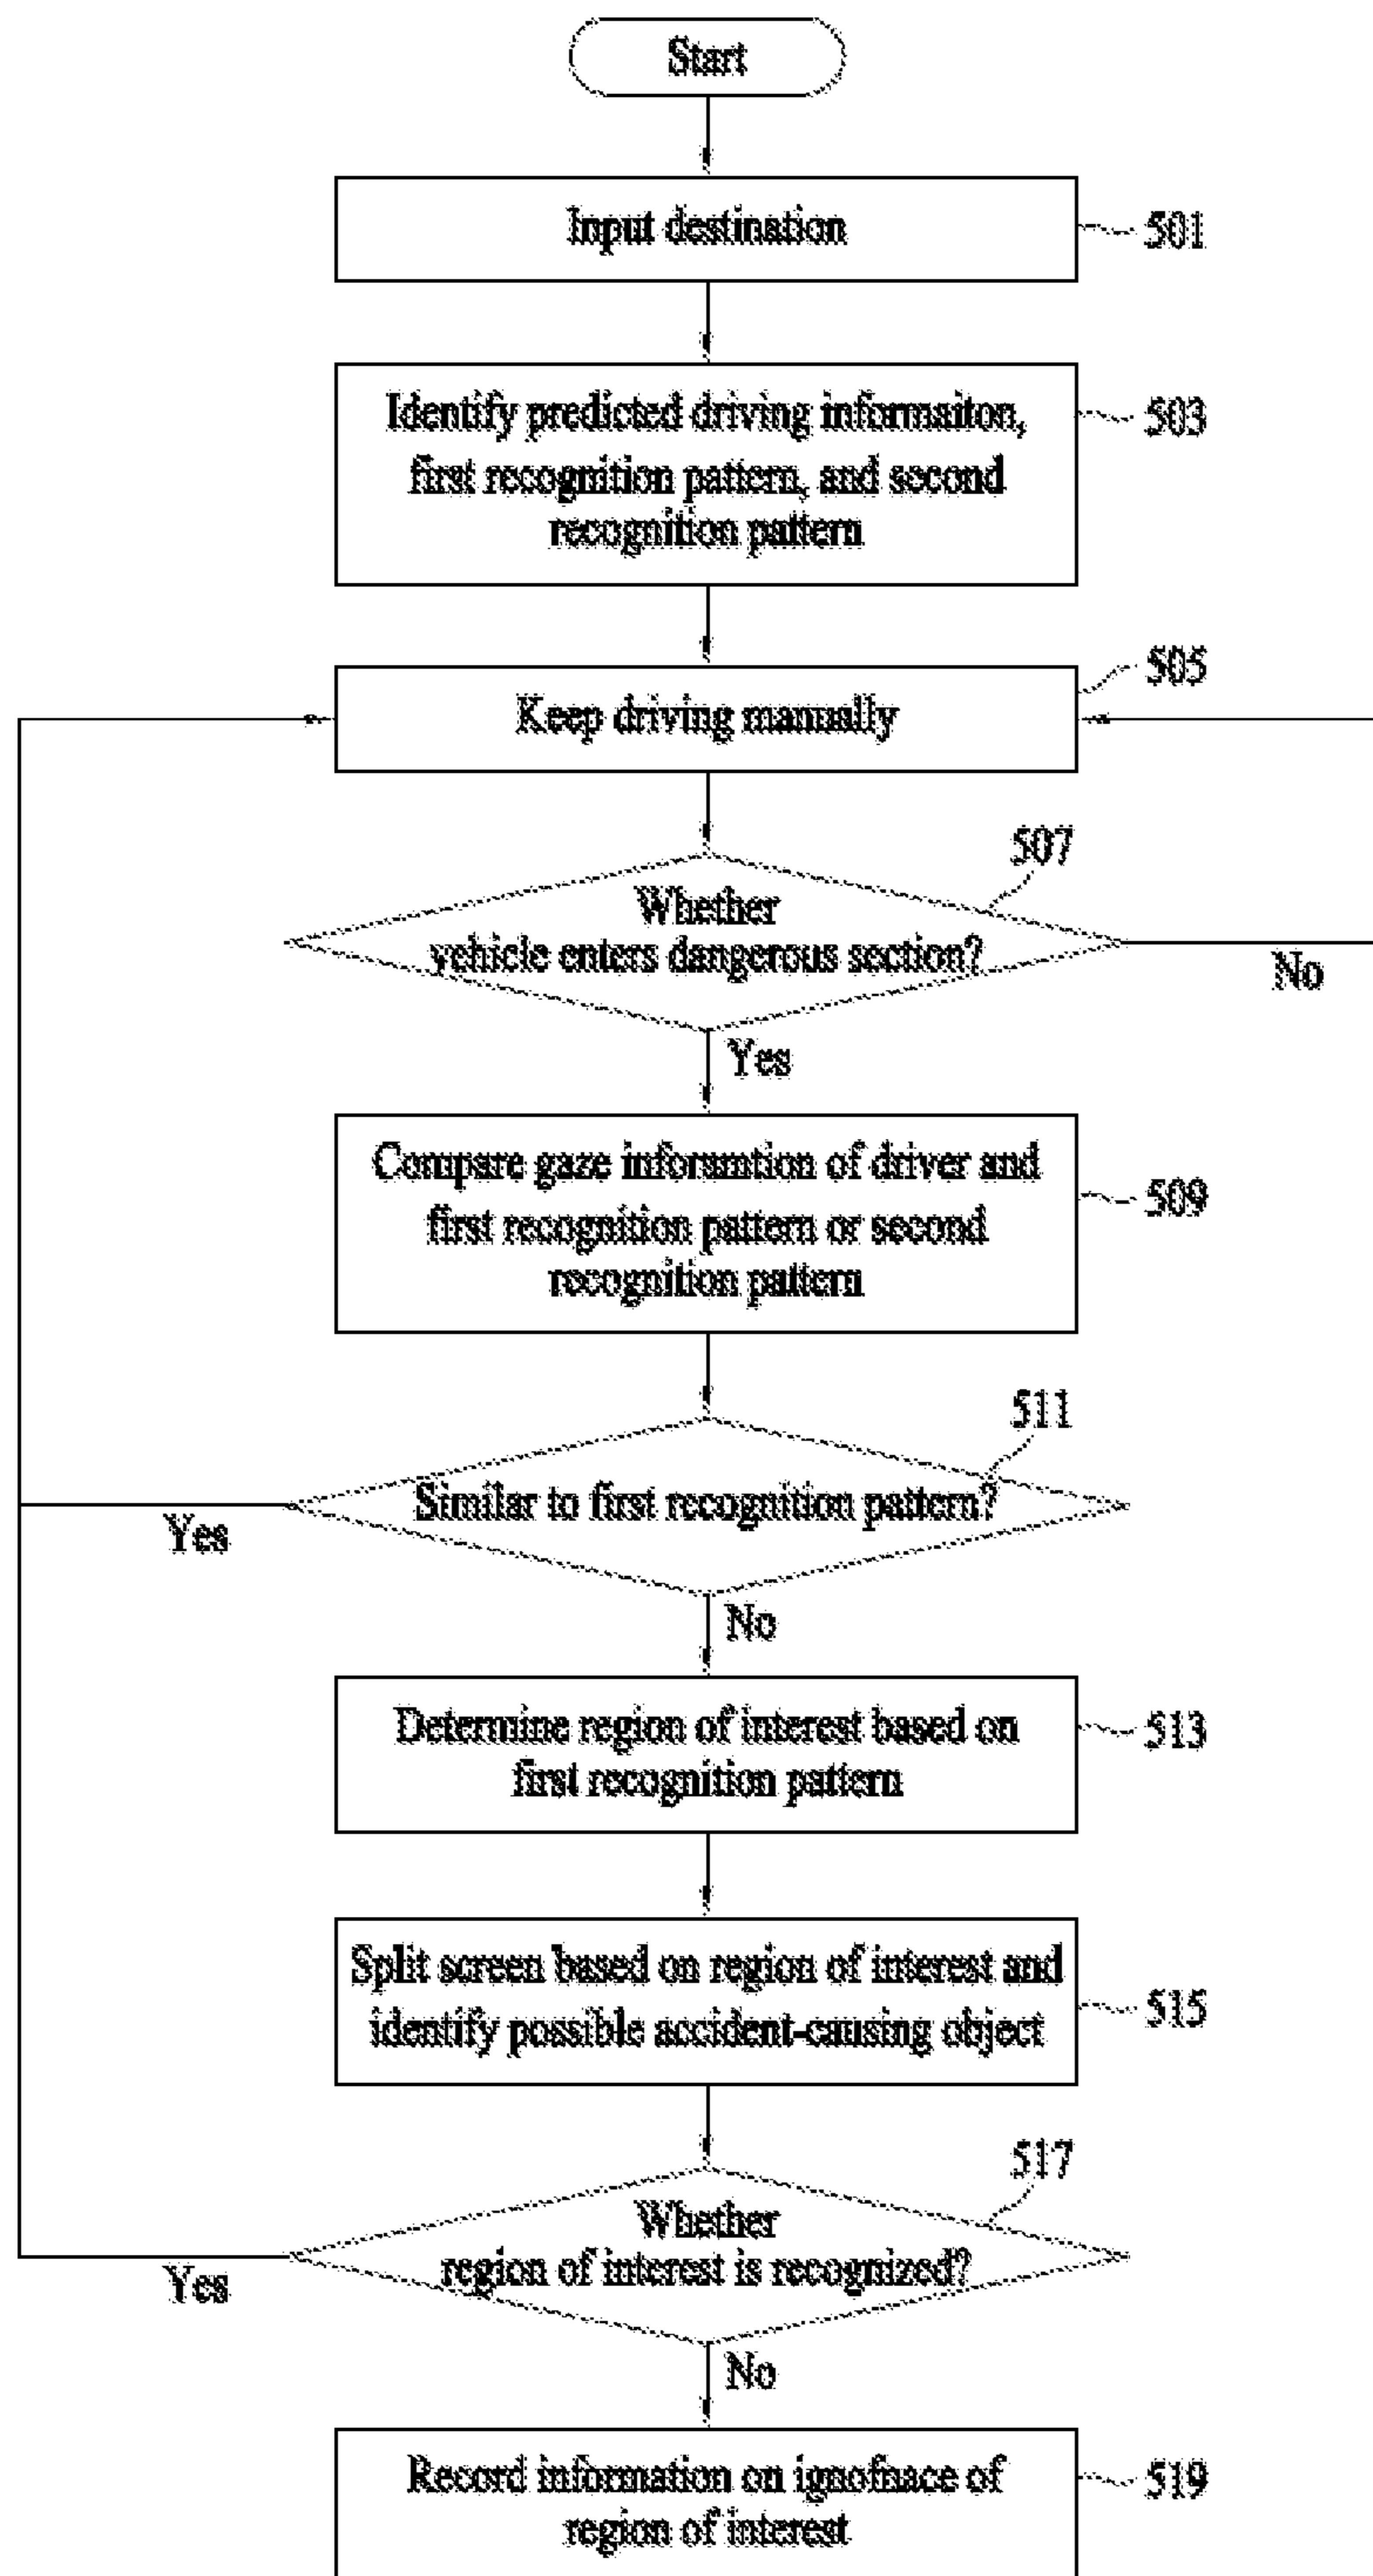 Start
Input destination
501
Identify predicted driving informaiton,
first recognition pattern, and second
recognition pattern
503
505
Keep driving manually
507
Whether
vehicle enters dangerous section?
No
Yes
Compare gaze inforamtion of driver and
first recognition pattern or second
recognition pattern
509
511
Similar to first recognition pattern?
Yes
No
Determine region of interest based on
first recognition pattern
513
Split screen based on region of interest and
identify possible accident-causing object
515
517
Whether
region of interest is recognized?
Yes
No
Record information on of
region of interest
519